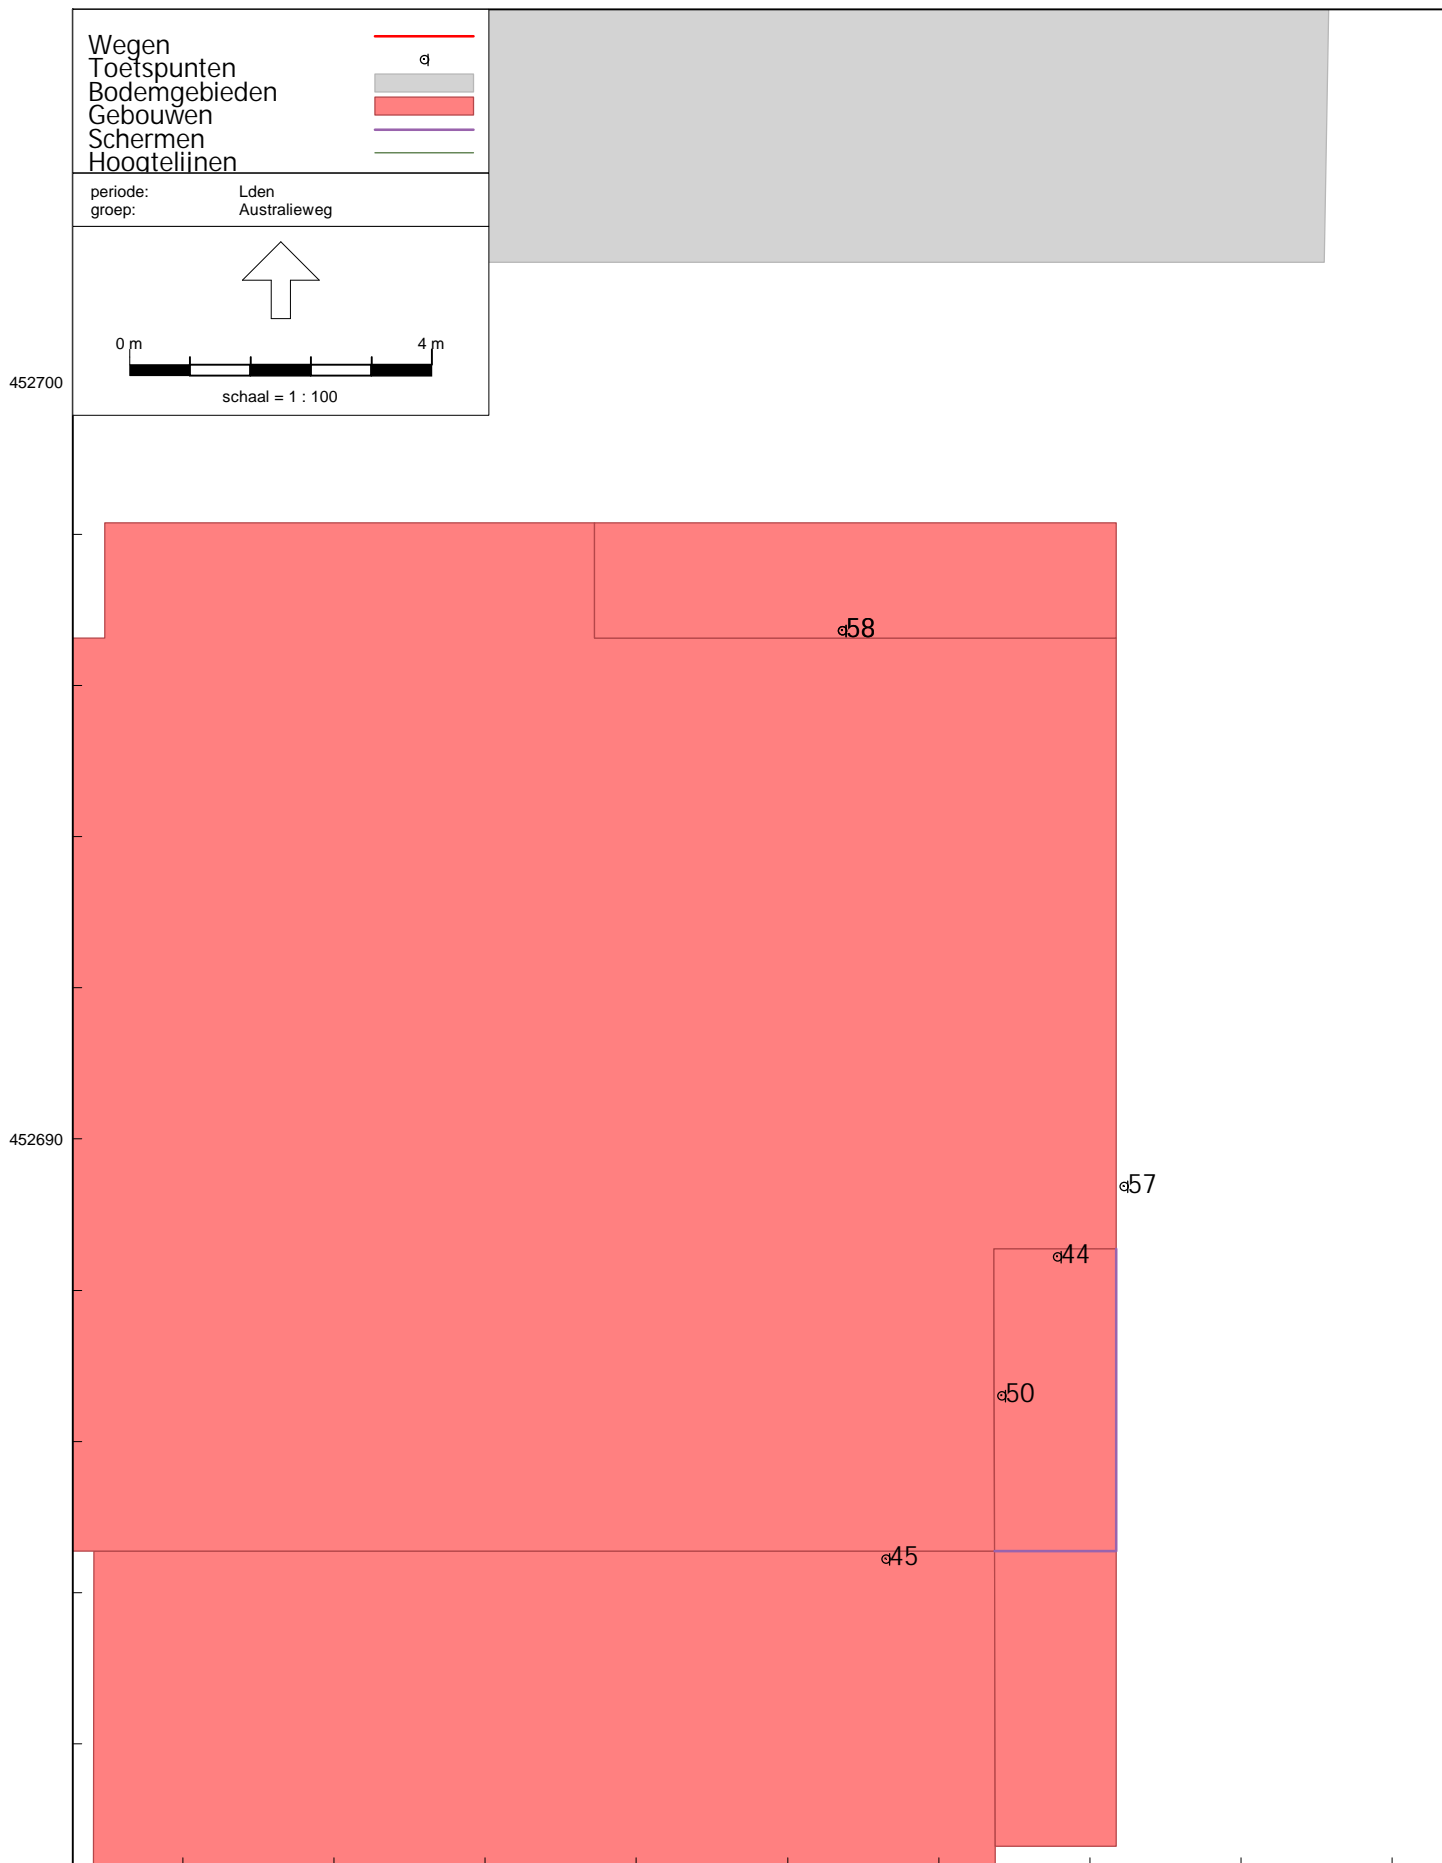 Wegen
Toetspunten
Bodemgebieden
Gebouwen
Schermen
Hoogtelijnen
periode: Lden
groep: Australieweg
0 m 4 m
schaal = 1 : 100
452700
58
452690
57
44
50
45